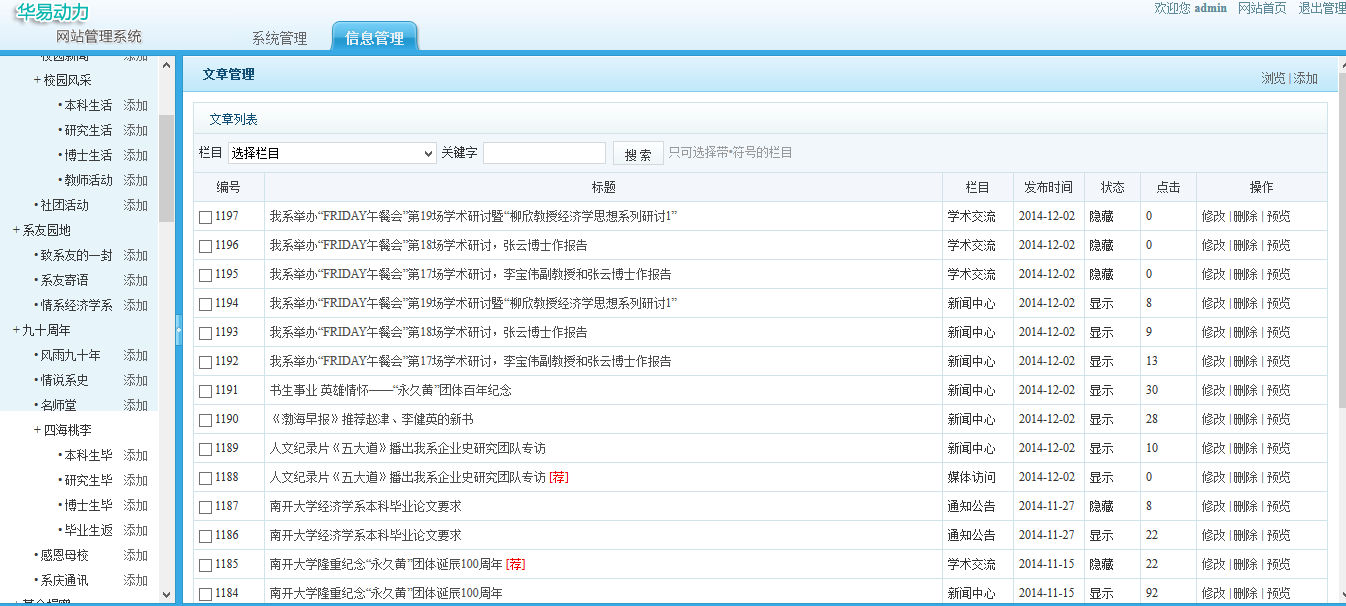 华易动力
网站管理系统
系统管理
信息管理
欢迎您 admin 网站首页 退出管理
校园新闻 添加
+校园风采
•本科生活 添加
•研究生活 添加
•博士生活 添加
•教师活动 添加
•社团活动 添加
+系友园地
•致系友的一封 添加
•系友寄语 添加
•情系经济学系 添加
+九十周年
•风雨九十年 添加
•情说系史 添加
•名师堂 添加
+四海桃李
•本科生毕 添加
•研究生毕 添加
•博士生毕 添加
•毕业生返 添加
•感恩母校 添加
•系庆通讯 添加
文章管理
浏览 | 添加
文章列表
栏目 选择栏目 关键字 搜 索 只可选择带•符号的栏目
编号 标题 栏目 发布时间 状态 点击 操作
1197 我系举办“FRIDAY午餐会”第19场学术研讨暨“柳欣教授经济学思想系列研讨1” 学术交流 2014-12-02 隐藏 0 修改 | 删除 | 预览
1196 我系举办“FRIDAY午餐会”第18场学术研讨，张云博士作报告 学术交流 2014-12-02 隐藏 0 修改 | 删除 | 预览
1195 我系举办“FRIDAY午餐会”第17场学术研讨，李宝伟副教授和张云博士作报告 学术交流 2014-12-02 隐藏 0 修改 | 删除 | 预览
1194 我系举办“FRIDAY午餐会”第19场学术研讨暨“柳欣教授经济学思想系列研讨1” 新闻中心 2014-12-02 显示 8 修改 | 删除 | 预览
1193 我系举办“FRIDAY午餐会”第18场学术研讨，张云博士作报告 新闻中心 2014-12-02 显示 9 修改 | 删除 | 预览
1192 我系举办“FRIDAY午餐会”第17场学术研讨，李宝伟副教授和张云博士作报告 新闻中心 2014-12-02 显示 13 修改 | 删除 | 预览
1191 书生事业 英雄情怀——“永久黄”团体百年纪念 新闻中心 2014-12-02 显示 30 修改 | 删除 | 预览
1190 《渤海早报》推荐赵津、李健英的新书 新闻中心 2014-12-02 显示 28 修改 | 删除 | 预览
1189 人文纪录片《五大道》播出我系企业史研究团队专访 新闻中心 2014-12-02 显示 10 修改 | 删除 | 预览
1188 人文纪录片《五大道》播出我系企业史研究团队专访 [荐] 媒体访问 2014-12-02 显示 0 修改 | 删除 | 预览
1187 南开大学经济学系本科毕业论文要求 通知公告 2014-11-27 隐藏 8 修改 | 删除 | 预览
1186 南开大学经济学系本科毕业论文要求 通知公告 2014-11-27 显示 22 修改 | 删除 | 预览
1185 南开大学隆重纪念“永久黄”团体诞辰100周年 [荐] 学术交流 2014-11-15 隐藏 22 修改 | 删除 | 预览
1184 南开大学隆重纪念“永久黄”团体诞辰100周年 新闻中心 2014-11-15 显示 92 修改 | 删除 | 预览